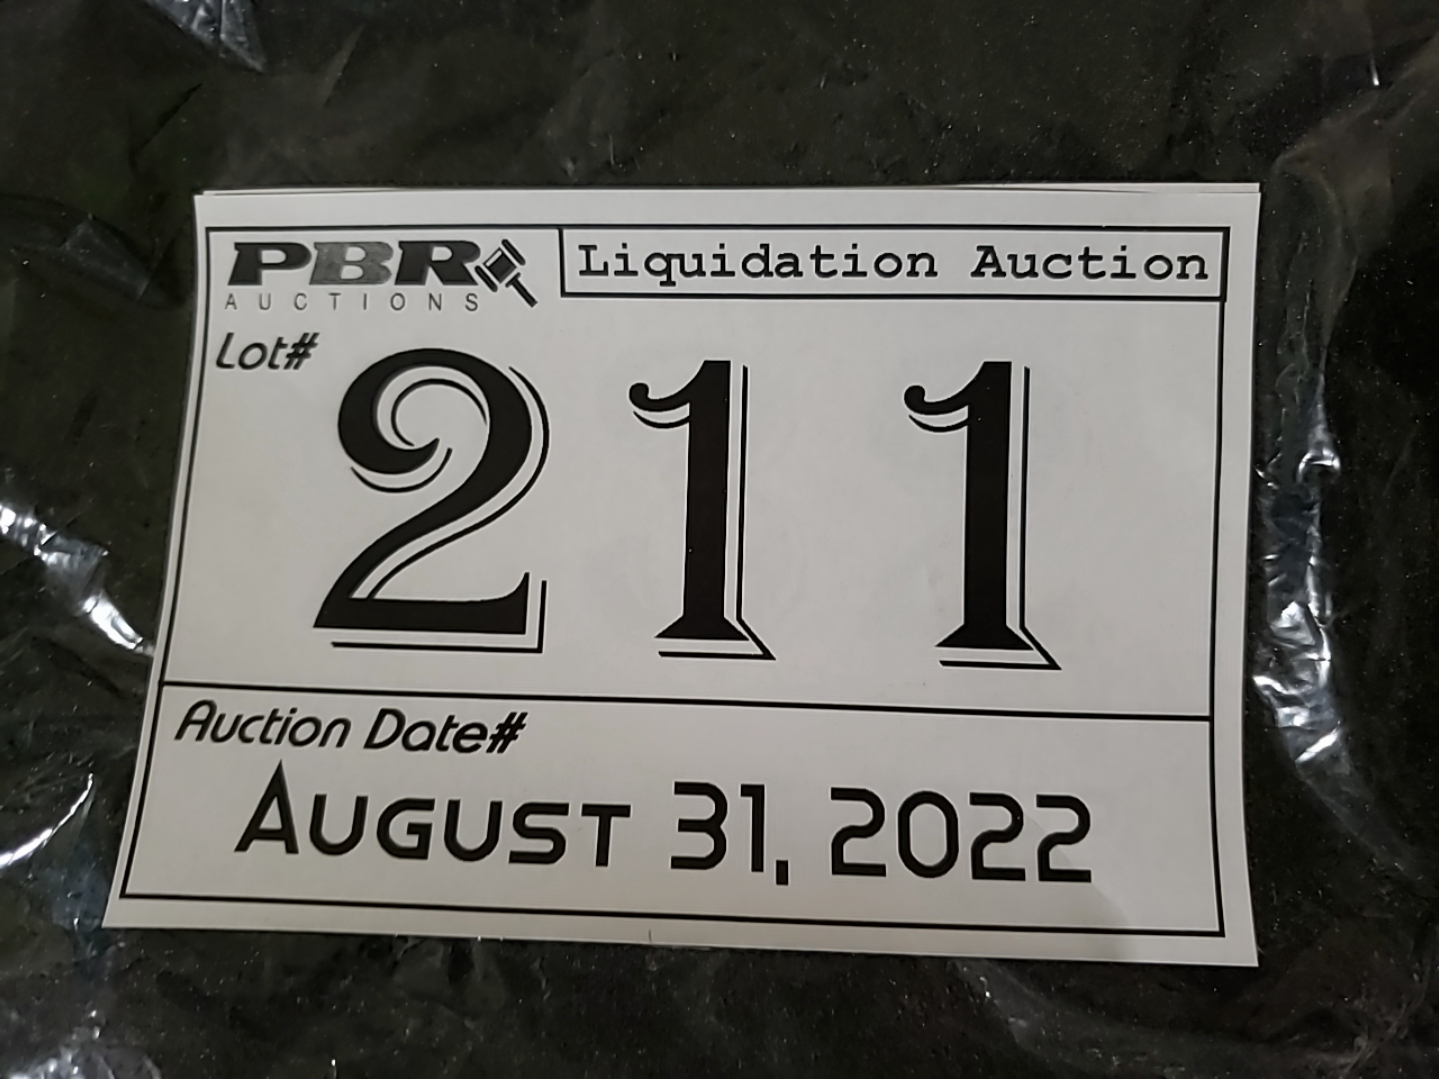 PBR
AUCTIONS
Liquidation Auction
Lot#
211
Auction Date#
August 31, 2022